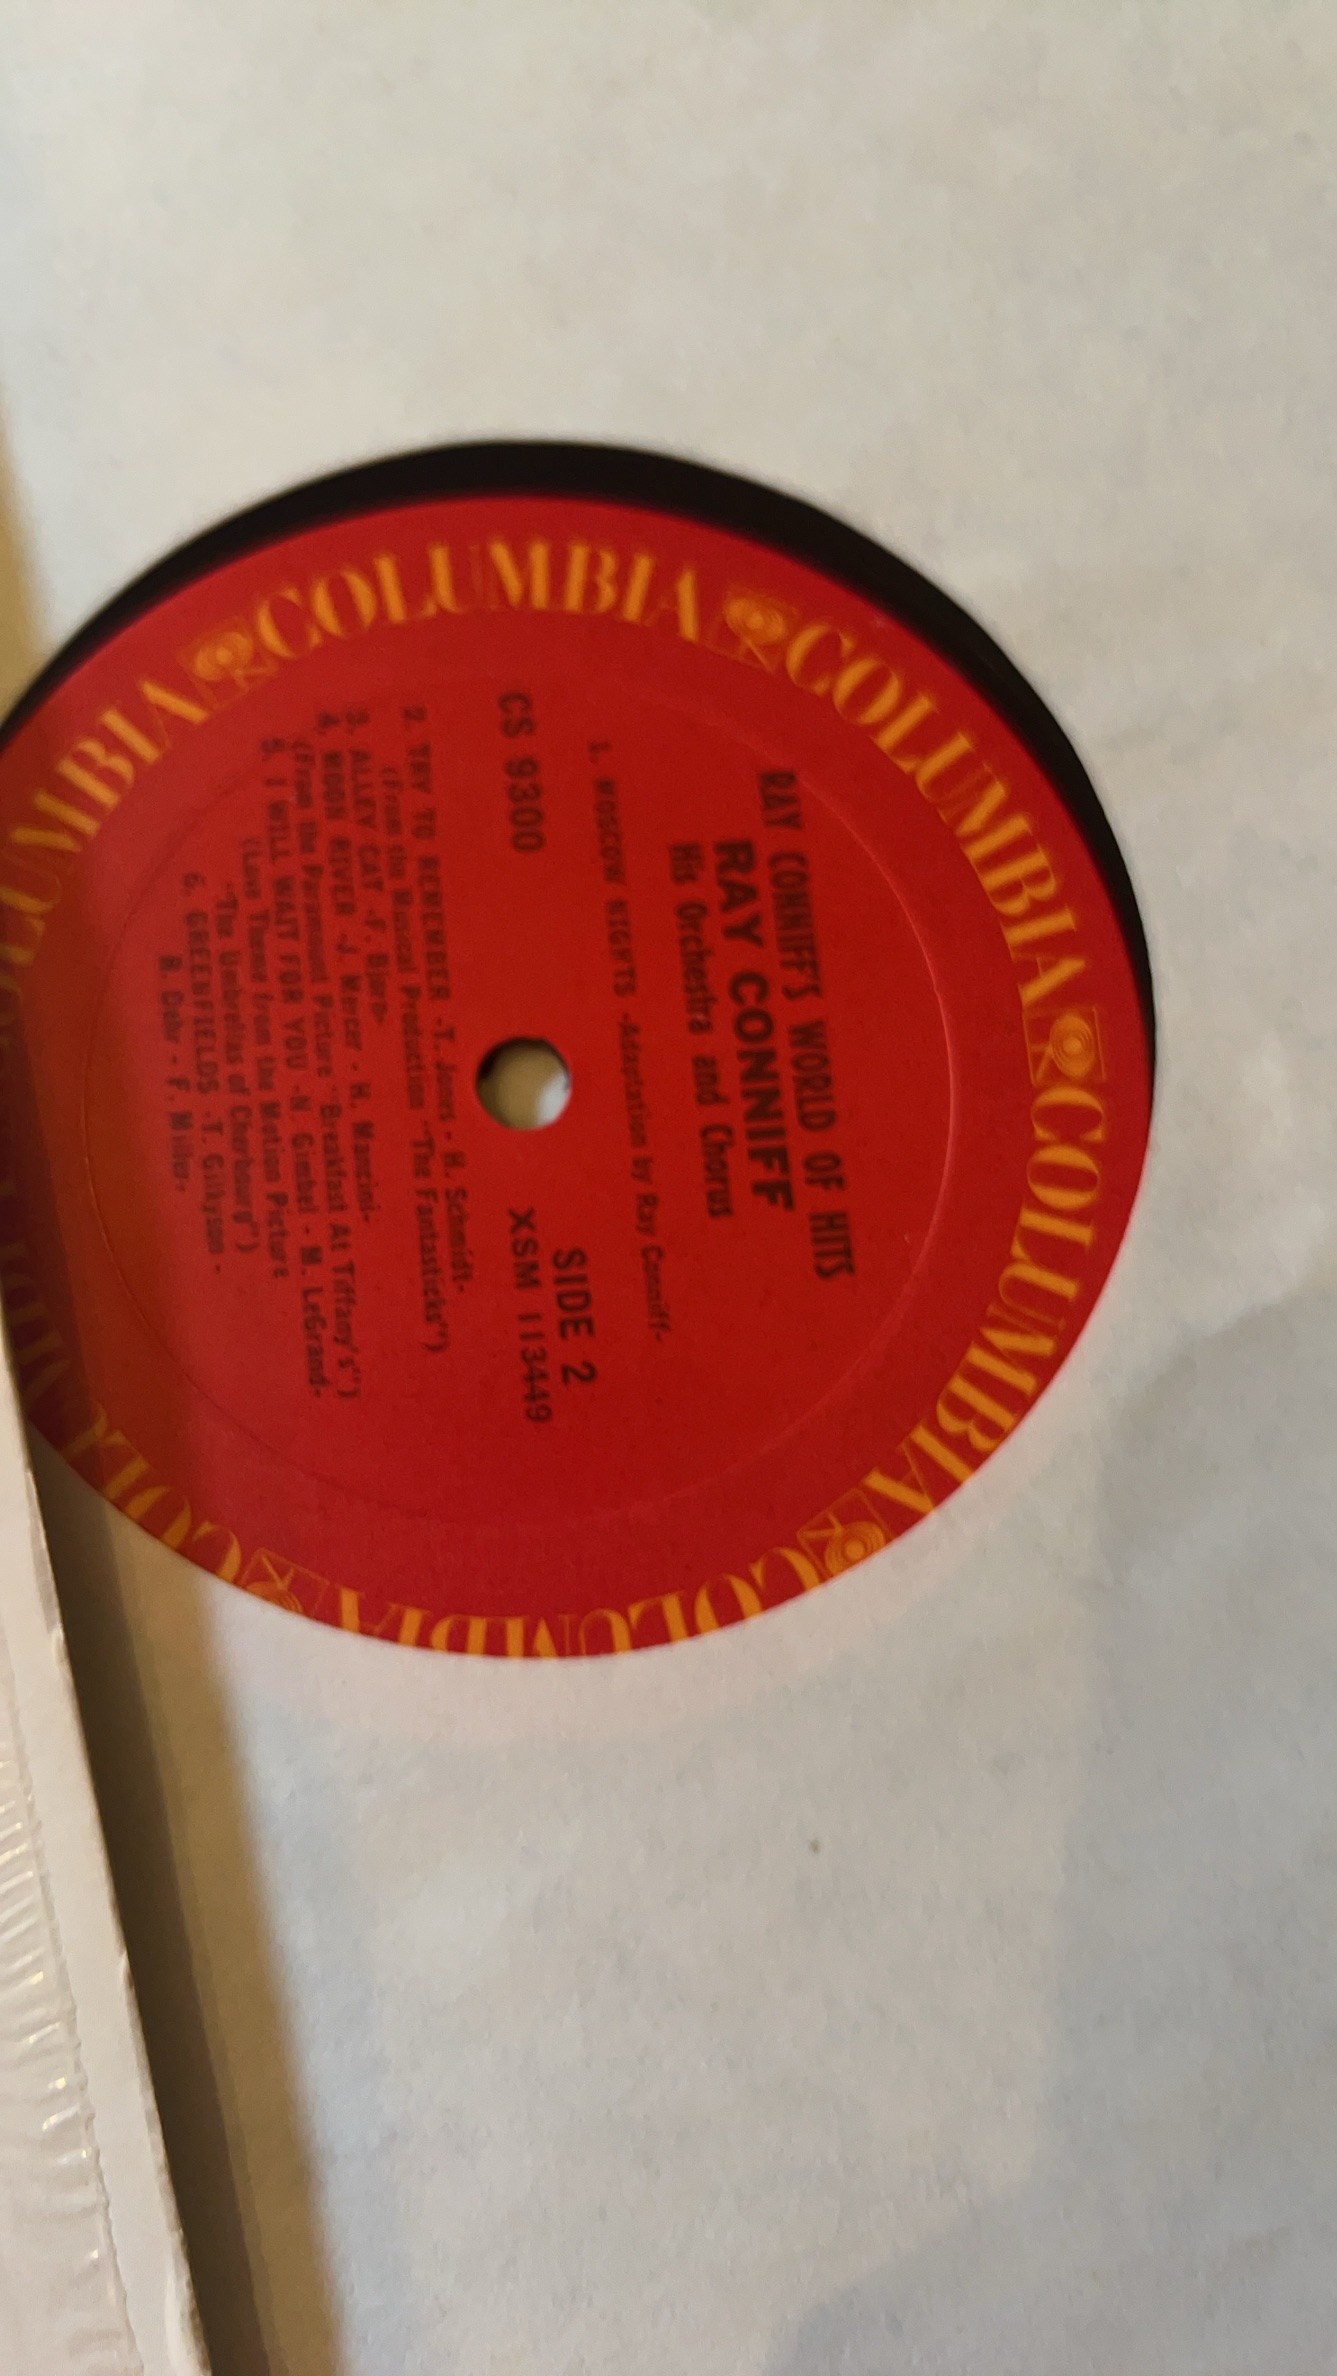 COLUMBIA COLUMBIA COLUMBIA COLUMBIA COLUMBIA
RAY CONNIFF'S WORLD OF HITS
RAY CONNIFF
His Orchestra and Chorus
1. MOSCOW NIGHTS -Adaptation by Ray Conniff-
SIDE 2
CS 9300
XSM 113449
2. TRY TO REMEMBER -T. Jones - H. Schmidt-
(From the Musical Production "The Fantasticks")
3. ALLEY CAT -F. Bjorn-
4. MOON RIVER -J. Mercer - H. Mancini-
(From the Paramount Picture "Breakfast At Tiffany's")
5. I WILL WAIT FOR YOU -N. Gimbel - M. LeGrand-
(Love Theme from the Motion Picture
"The Umbrellas of Cherbourg")
6. GREENFIELDS -T. Gilkyson -
R. Dehr - F. Miller-